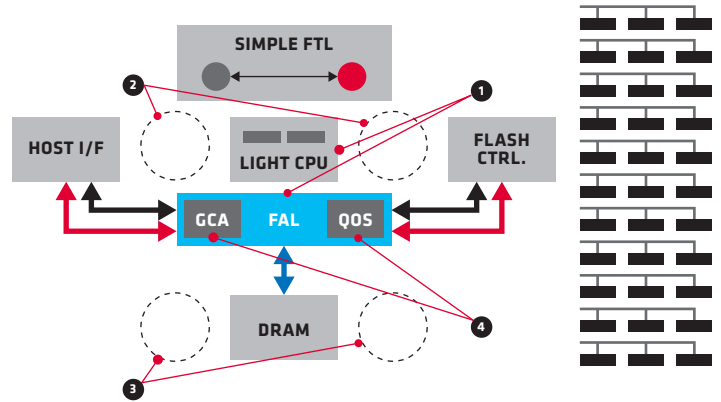 SIMPLE FTL
2
1
HOST I/F
LIGHT CPU
FLASH
CTRL.
GCA
FAL
QOS
DRAM
4
3